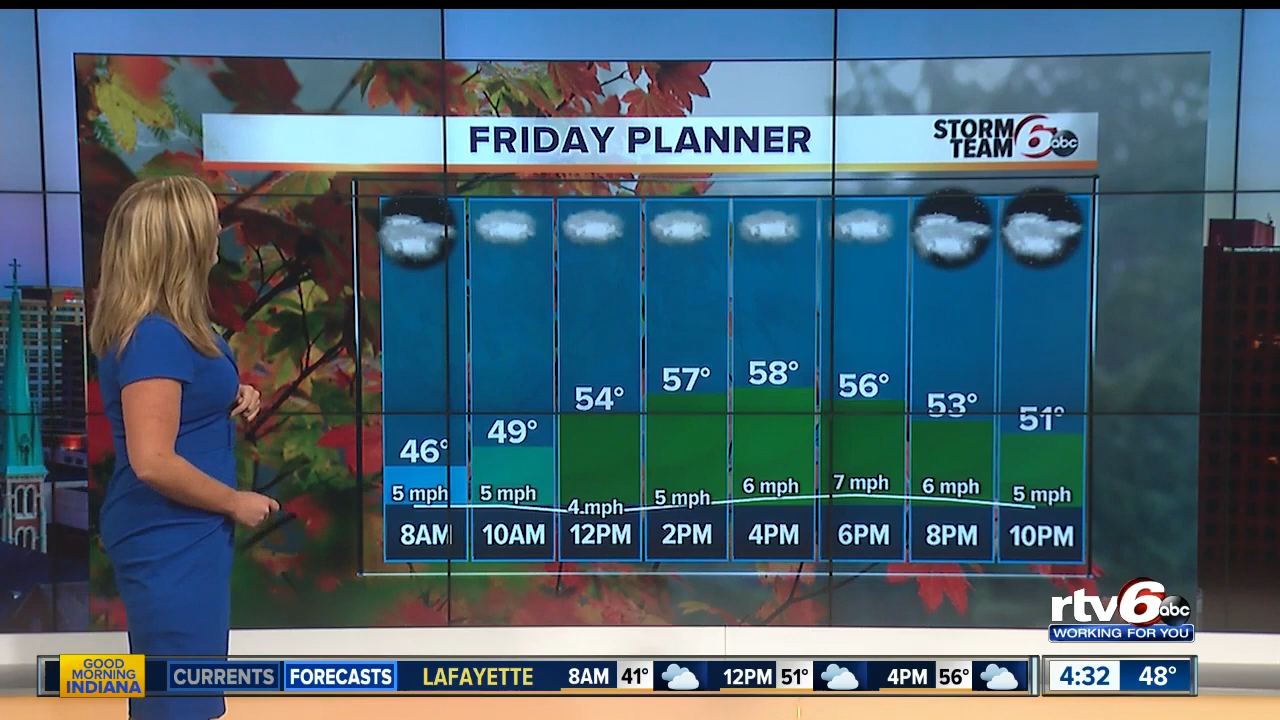 FRIDAY PLANNER
STORM TEAM 6 abc
46° 49° 54° 57° 58° 56° 53° 51°
5 mph 5 mph 4 mph 5 mph 6 mph 7 mph 6 mph 5 mph
8AM 10AM 12PM 2PM 4PM 6PM 8PM 10PM
rtv6 abc
WORKING FOR YOU
GOOD MORNING INDIANA
CURRENTS FORECASTS LAFAYETTE 8AM 41° 12PM 51° 4PM 56° 4:32 48°